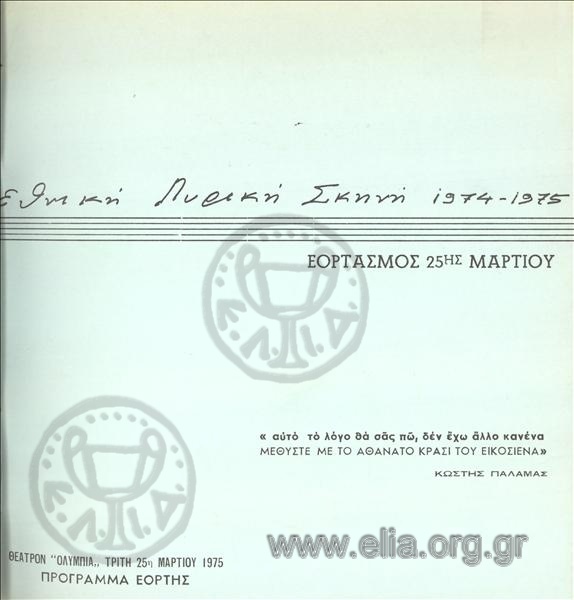 Εθνική Λυρική Σκηνή 1974-1975
ΕΟΡΤΑΣΜΟΣ 25ΗΣ ΜΑΡΤΙΟΥ
Ε.Λ.Ι.Α
« αὐτὸ τὸ λόγο θὰ σᾶς πῶ, δὲν ἔχω ἄλλο κανένα
ΜΕΘΥΣΤΕ ΜΕ ΤΟ ΑΘΑΝΑΤΟ ΚΡΑΣΙ ΤΟΥ ΕΙΚΟΣΙΕΝΑ»
ΚΩΣΤΗΣ ΠΑΛΑΜΑΣ
Ε.Λ.Ι.Α
www.elia.org.gr
ΘΕΑΤΡΟΝ "ΟΛΥΜΠΙΑ,, ΤΡΙΤΗ 25η ΜΑΡΤΙΟΥ 1975
ΠΡΟΓΡΑΜΜΑ ΕΟΡΤΗΣ